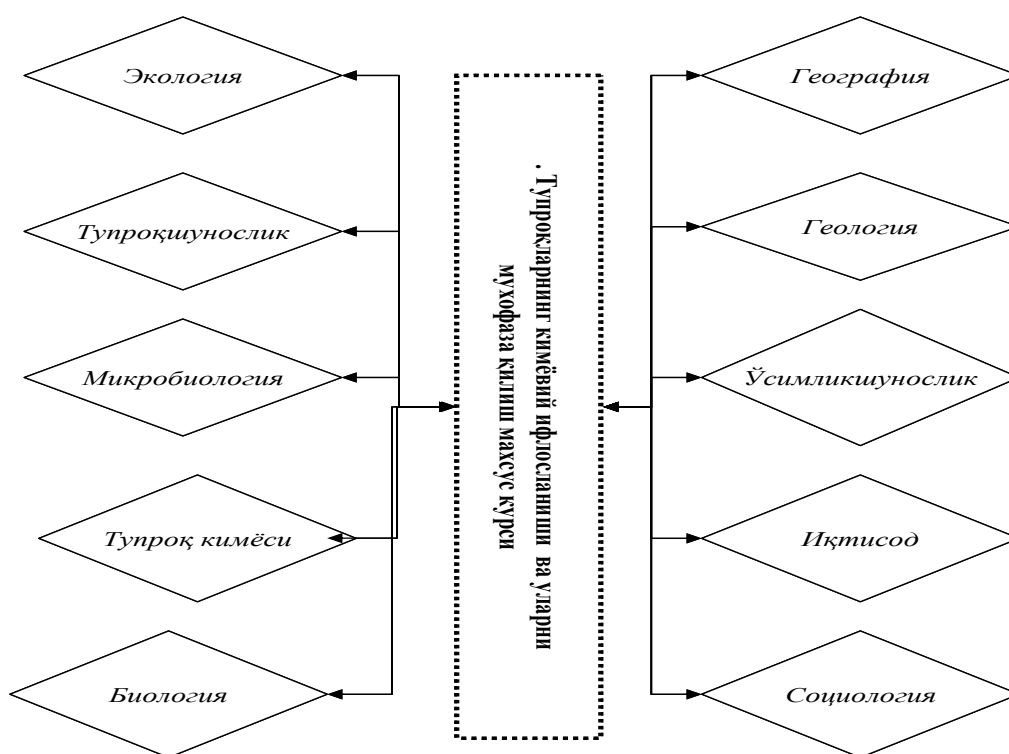 Экология
Тупроқшунослик
Микробиология
Тупроқ кимёси
Биология
. Тупроқларнинг кимёвий ифлосланиши ва уларни
мухофаза қилиш махсус курси
География
Геология
Ўсимликшунослик
Иқтисод
Социология